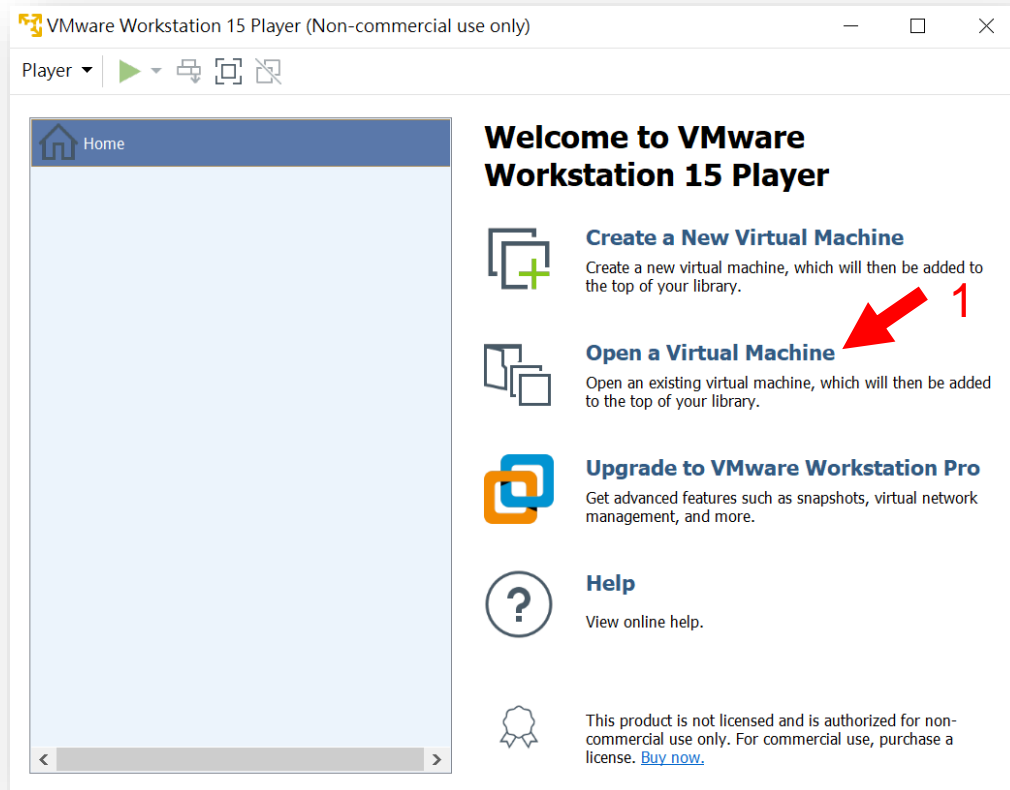 VMware Workstation 15 Player (Non-commercial use only)
Player
Home
Welcome to VMware
Workstation 15 Player
Create a New Virtual Machine
Create a new virtual machine, which will then be added to
the top of your library.
1
Open a Virtual Machine
Open an existing virtual machine, which will then be added
to the top of your library.
Upgrade to VMware Workstation Pro
Get advanced features such as snapshots, virtual network
management, and more.
?
Help
View online help.
This product is not licensed and is authorized for non-
commercial use only. For commercial use, purchase a
license. Buy now.